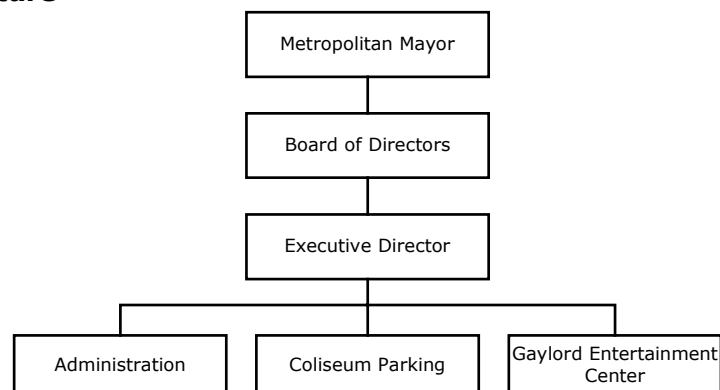 Metropolitan Mayor
Board of Directors
Executive Director
Administration
Coliseum Parking
Gaylord Entertainment
Center